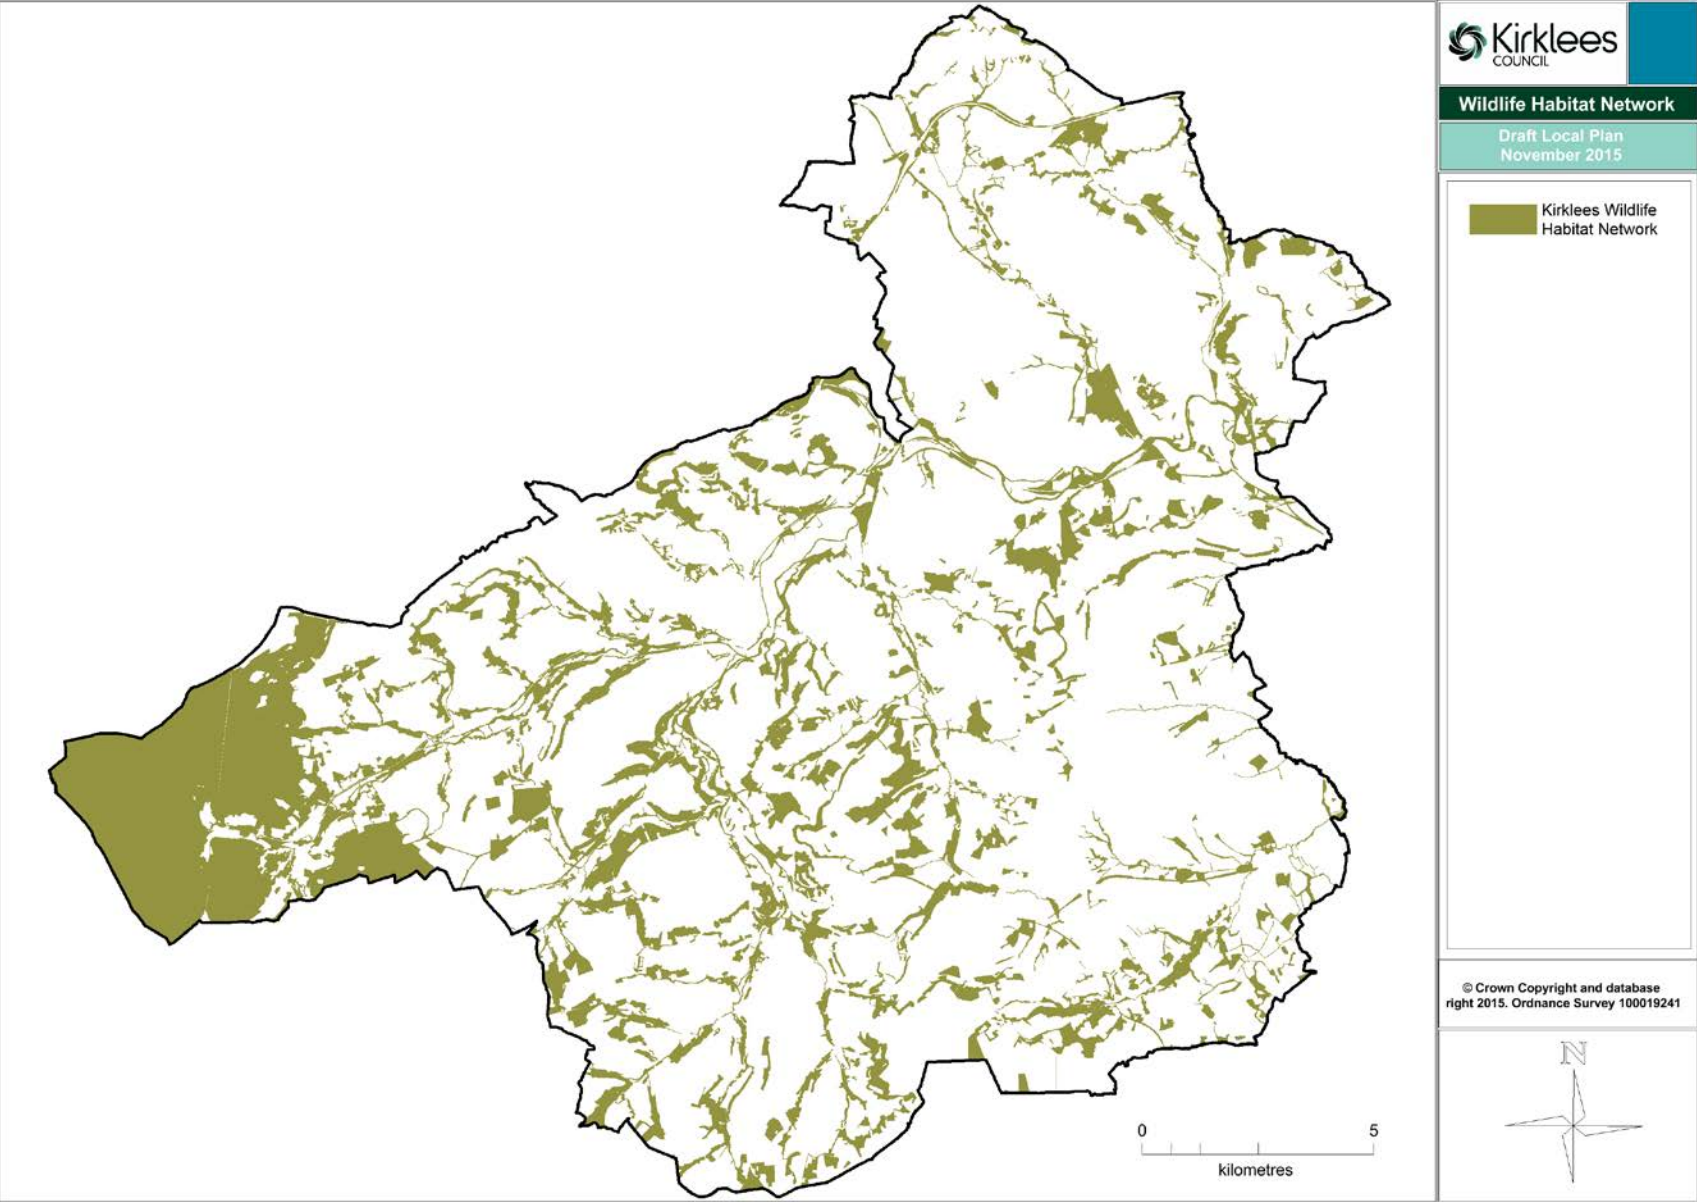 Kirklees
COUNCIL
Wildlife Habitat Network
Draft Local Plan
November 2015
Kirklees Wildlife
Habitat Network
© Crown Copyright and database
right 2015. Ordnance Survey 100019241
N
0 5
kilometres